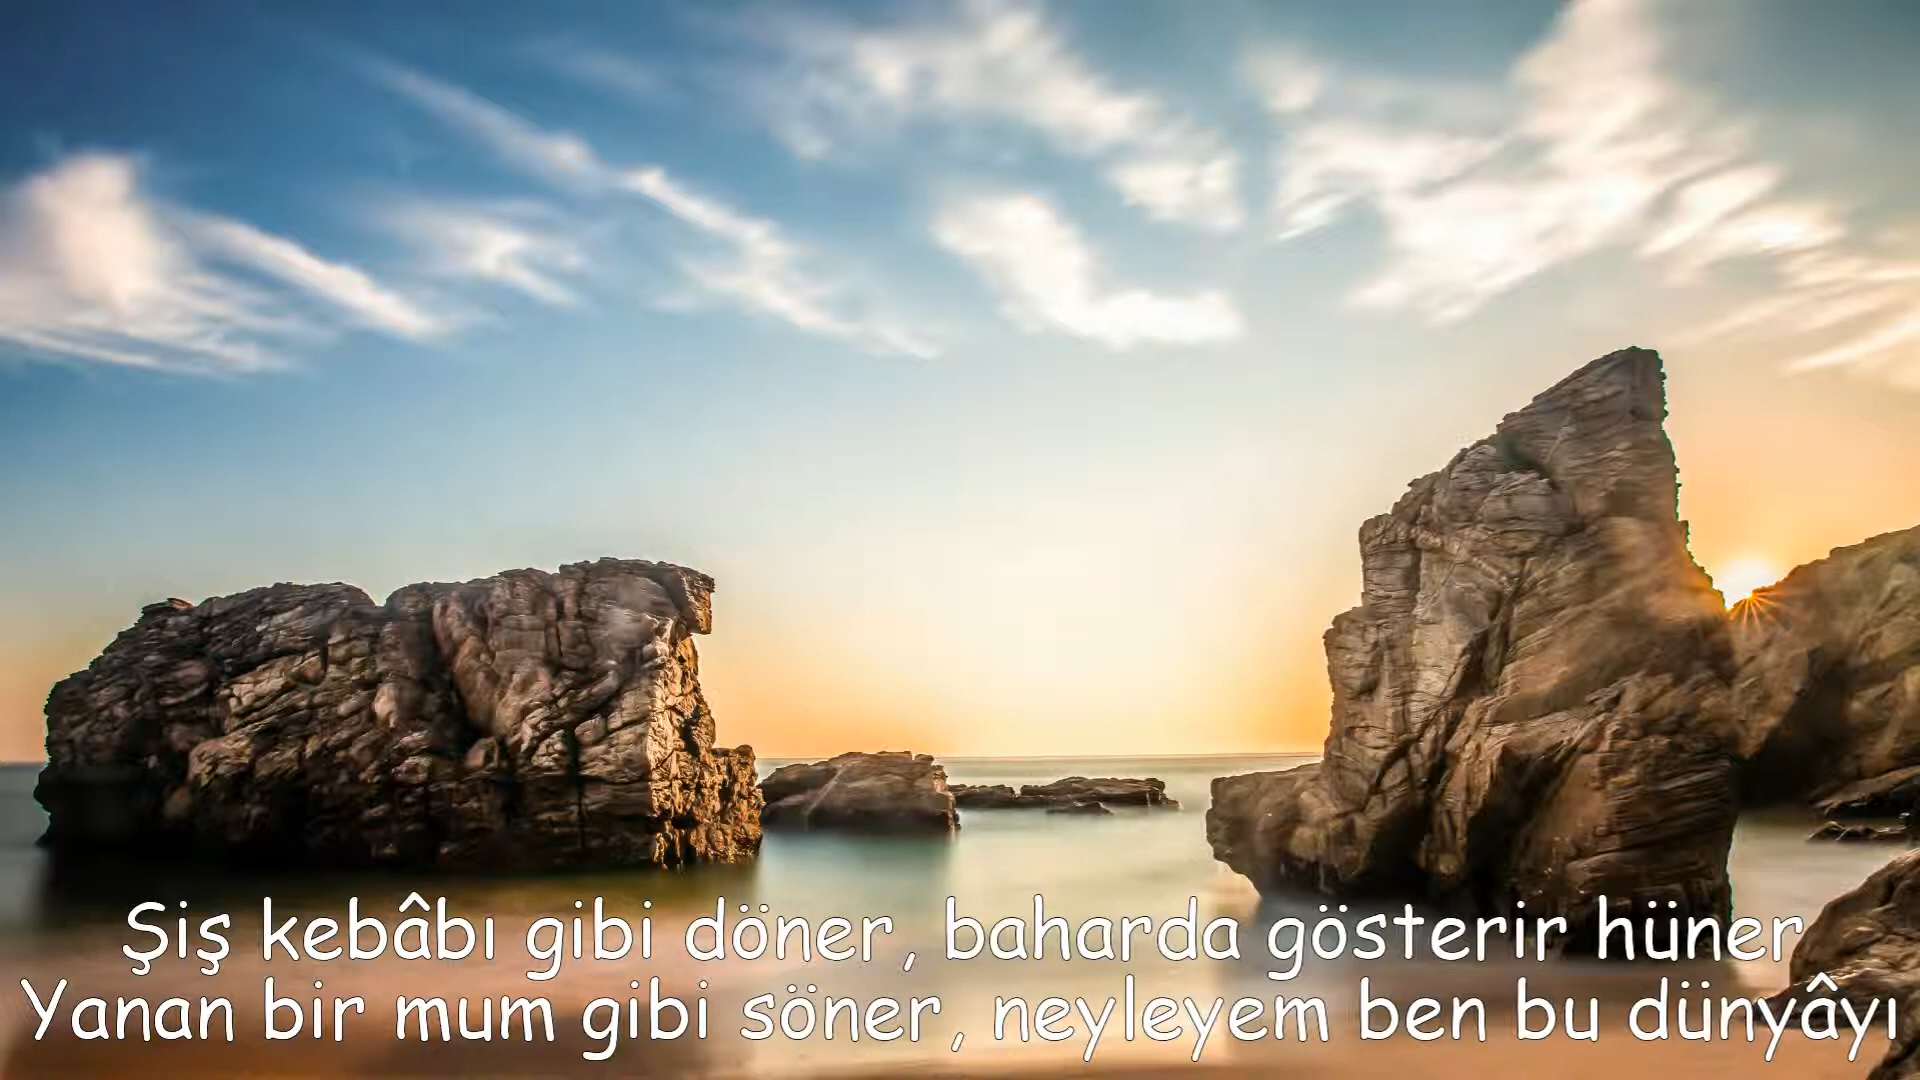 Şiş kebâbı gibi döner, baharda gösterir hüner
Yanan bir mum gibi söner, neyleyem ben bu dünyâyı